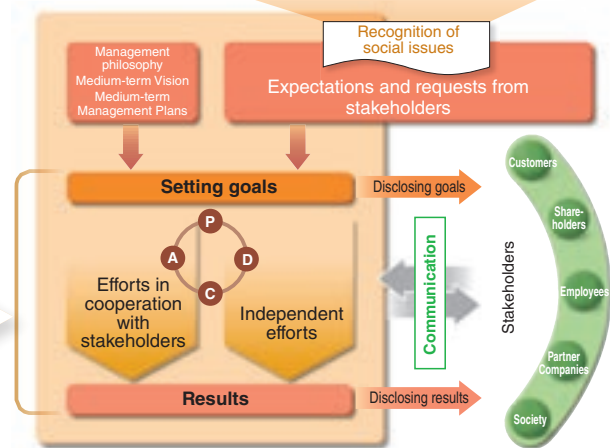 Recognition of
social issues
Management
philosophy
Medium-term Vision
Medium-term
Management Plans
Expectations and requests from
stakeholders
Setting goals
Disclosing goals
P
A
D
C
Efforts in
cooperation
with
stakeholders
Independent
efforts
Communication
Stakeholders
Customers
Share-
holders
Employees
Partner
Companies
Society
Results
Disclosing results